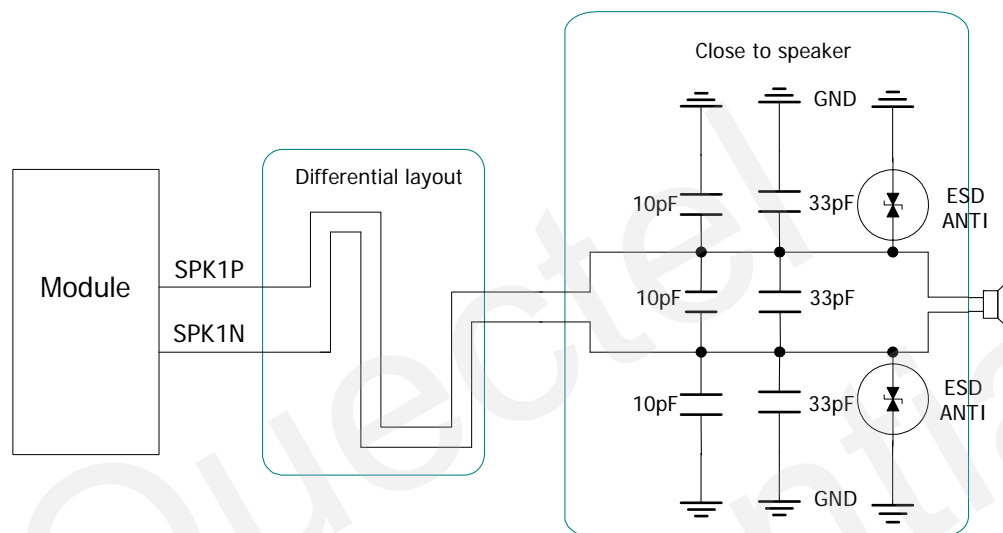 Close to speaker
GND
Differential layout
10pF
33pF
ESD
ANTI
SPK1P
Module
10pF
33pF
SPK1N
10pF
33pF
ESD
ANTI
GND
Quectel